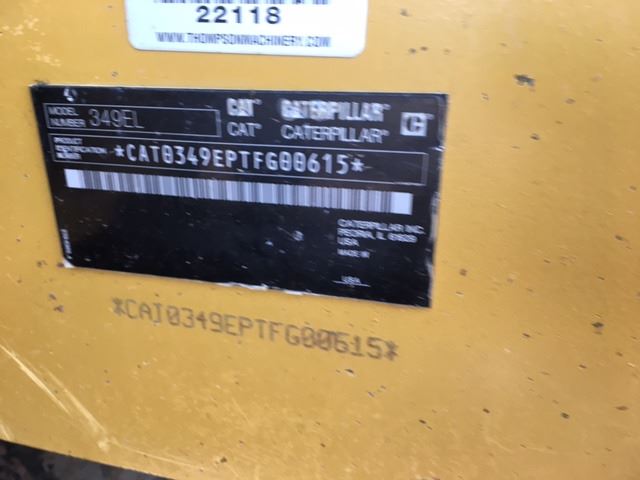 22118
WWW.THOMPSONMACHINERY.COM
MODEL NUMBER 349EL
CAT CATERPILLAR
CAT CATERPILLAR
PRODUCT IDENTIFICATION NUMBER
*CAT0349EPTFG00615*
CATERPILLAR INC.
PEORIA, IL 61629
USA
MADE IN
USA
*CAT0349EPTFG00615*